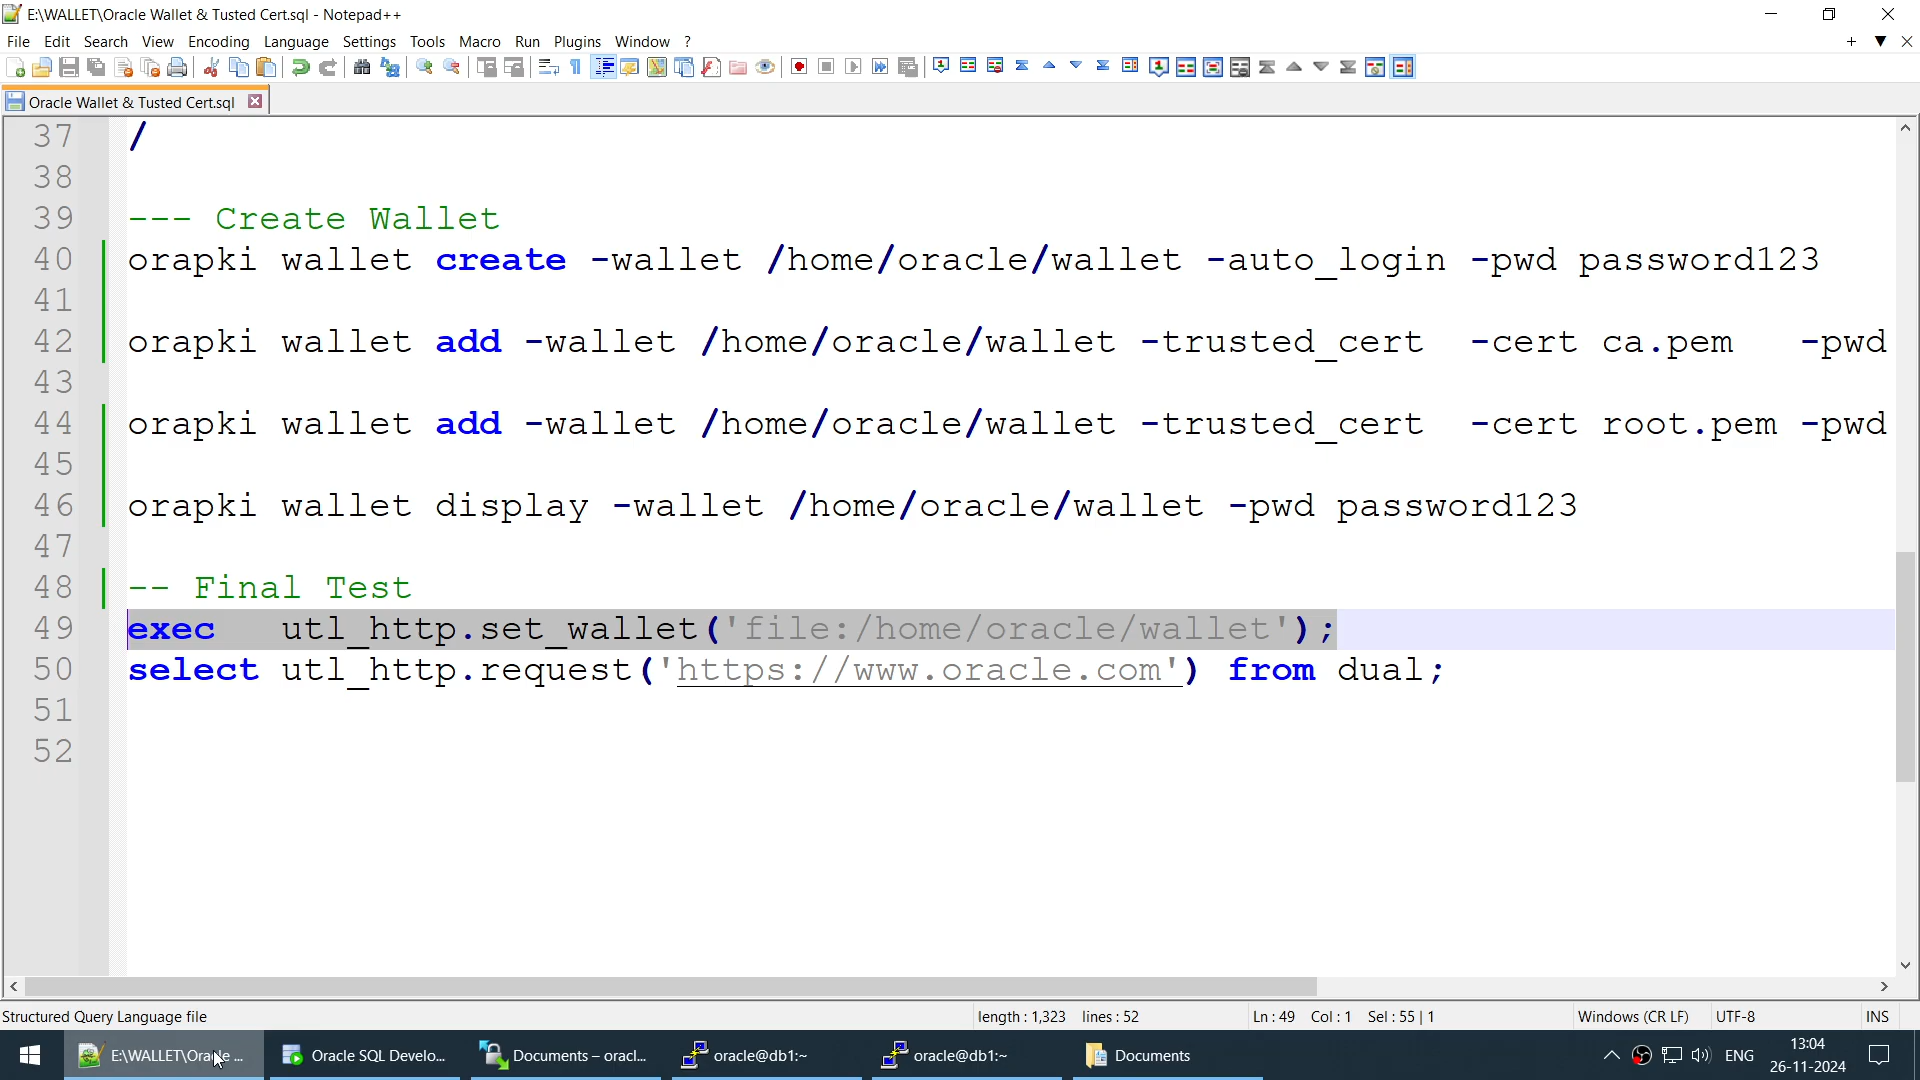 E:\WALLET\Oracle Wallet & Tusted Cert.sql - Notepad++
File Edit Search View Encoding Language Settings Tools Macro Run Plugins Window ?
Oracle Wallet & Tusted Cert.sql
37 /
38
39 --- Create Wallet
40 orapki wallet create -wallet /home/oracle/wallet -auto_login -pwd password123
41
42 orapki wallet add -wallet /home/oracle/wallet -trusted_cert  -cert ca.pem   -pwd
43
44 orapki wallet add -wallet /home/oracle/wallet -trusted_cert  -cert root.pem -pwd
45
46 orapki wallet display -wallet /home/oracle/wallet -pwd password123
47
48 -- Final Test
49 exec   utl_http.set_wallet('file:/home/oracle/wallet');
50 select utl_http.request('https://www.oracle.com') from dual;
51
52
Structured Query Language file length : 1,323 lines : 52 Ln : 49 Col : 1 Sel : 55 | 1 Windows (CR LF) UTF-8 INS
E:\WALLET\Oracle ... Oracle SQL Develo... Documents – oracl... oracle@db1:~ oracle@db1:~ Documents ENG 13:04
26-11-2024